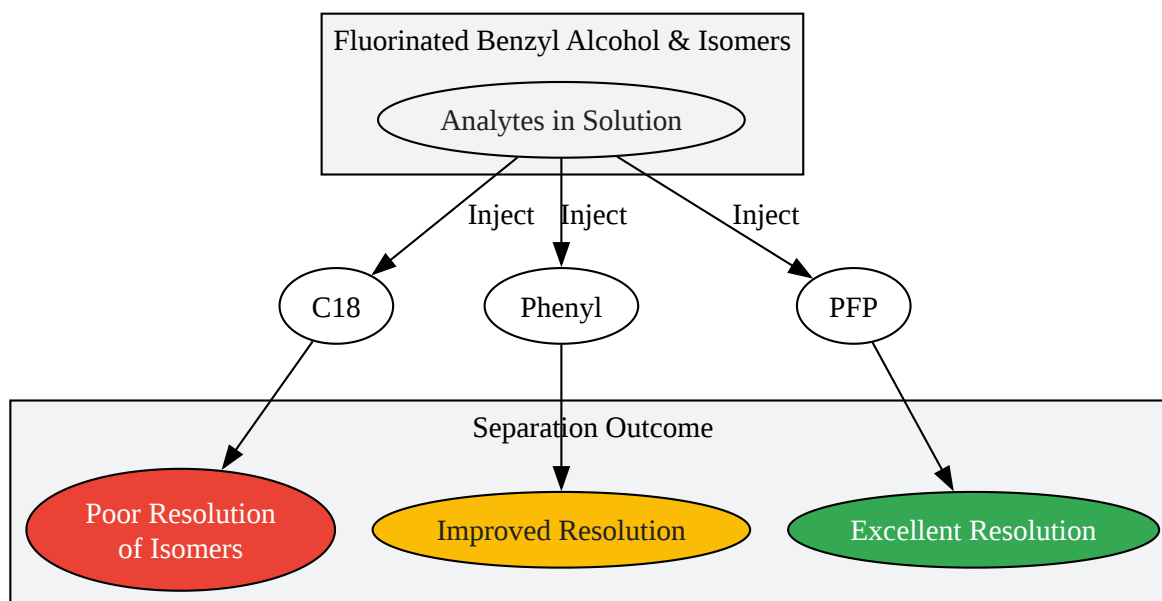 Fluorinated Benzyl Alcohol & Isomers
Analytes in Solution
Inject
Inject
Inject
C18
Phenyl
PFP
Separation Outcome
Poor Resolution
of Isomers
Improved Resolution
Excellent Resolution